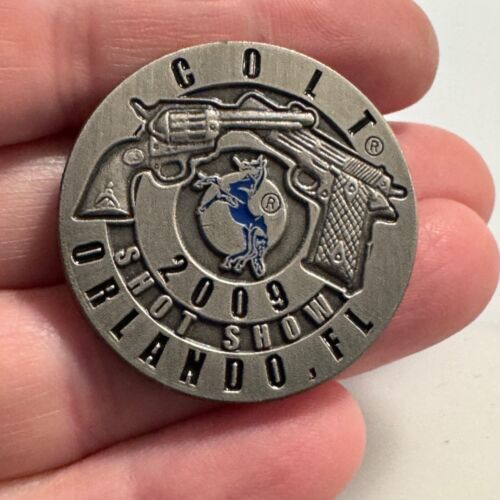 COLT®
®
2009
SHOT SHOW
ORLANDO, FL